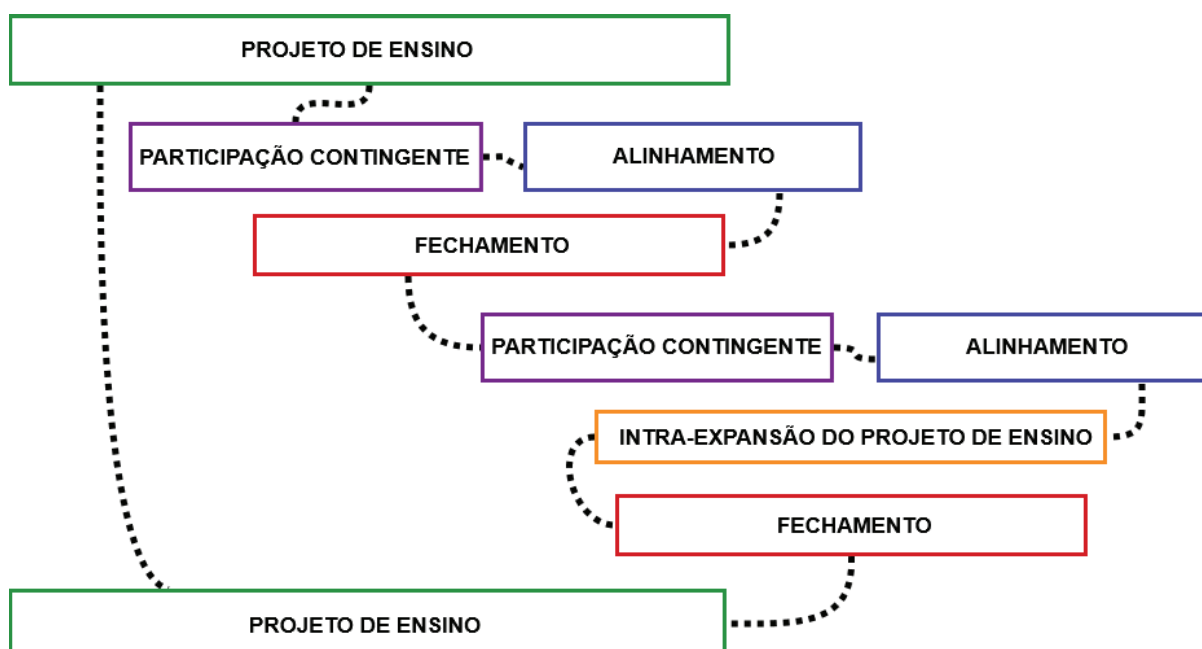 PROJETO DE ENSINO
PARTICIPAÇÃO CONTINGENTE
ALINHAMENTO
FECHAMENTO
PARTICIPAÇÃO CONTINGENTE
ALINHAMENTO
INTRA-EXPANSÃO DO PROJETO DE ENSINO
FECHAMENTO
PROJETO DE ENSINO